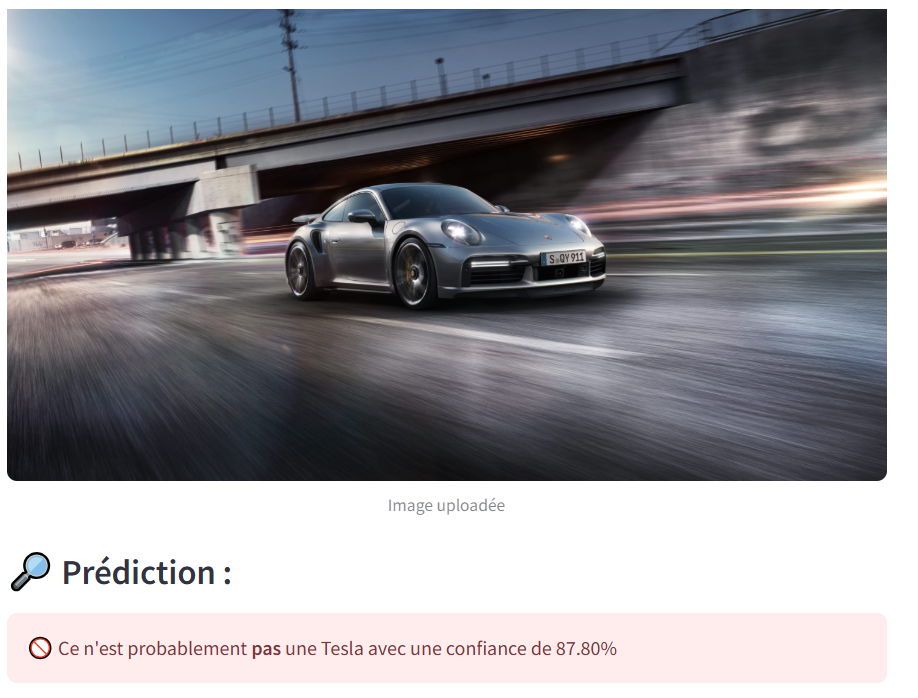 S QY 911
Image uploadée
🔎 Prédiction :
🚫 Ce n'est probablement pas une Tesla avec une confiance de 87.80%